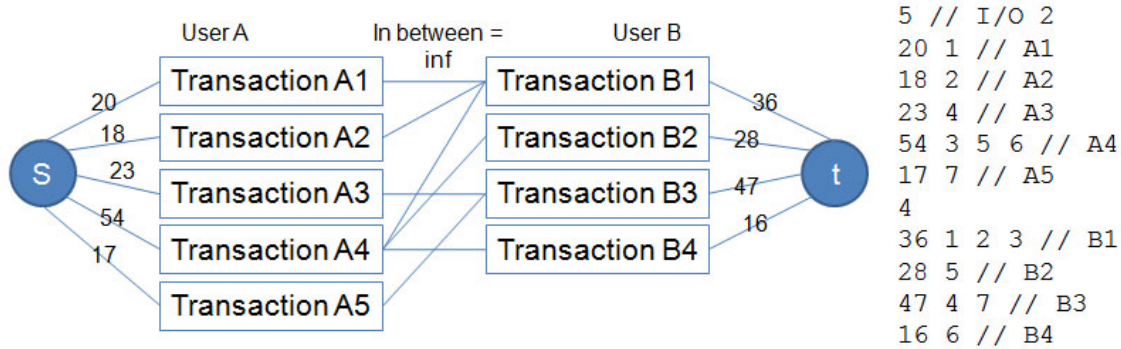 User A
In between =
inf
User B
Transaction A1
Transaction A2
Transaction A3
Transaction A4
Transaction A5
Transaction B1
Transaction B2
Transaction B3
Transaction B4
S
20
18
23
54
17
36
28
47
16
t
5 // I/O 2
20 1 // A1
18 2 // A2
23 4 // A3
54 3 5 6 // A4
17 7 // A5
4
36 1 2 3 // B1
28 5 // B2
47 4 7 // B3
16 6 // B4